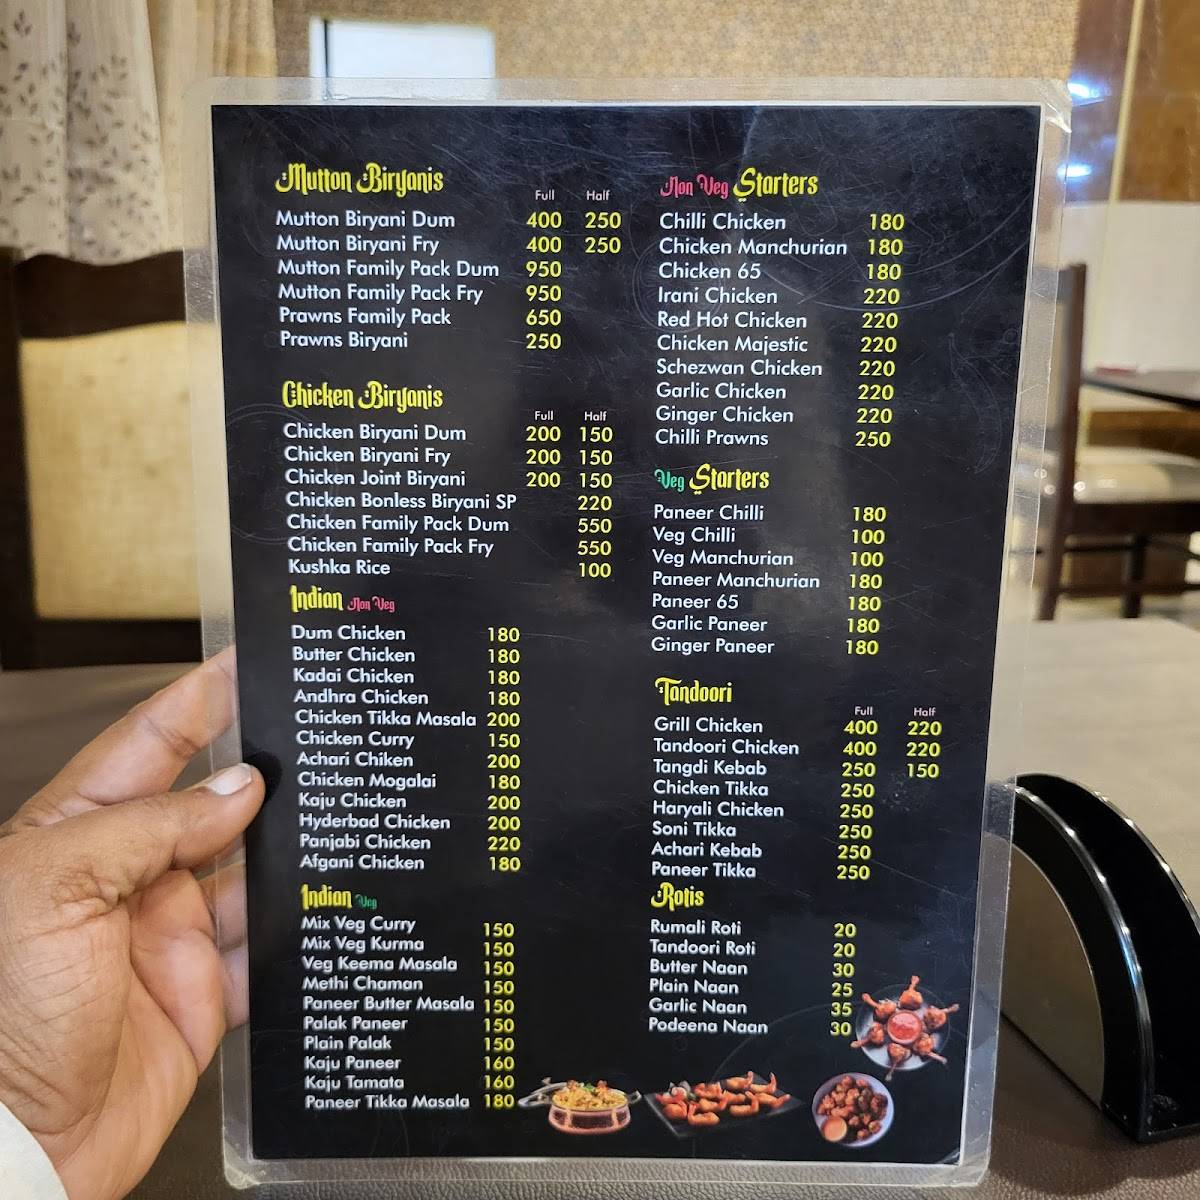 Mutton Biryanis
Full Half
Mutton Biryani Dum 400 250
Mutton Biryani Fry 400 250
Mutton Family Pack Dum 950
Mutton Family Pack Fry 950
Prawns Family Pack 650
Prawns Biryani 250
Chicken Biryanis
Full Half
Chicken Biryani Dum 200 150
Chicken Biryani Fry 200 150
Chicken Joint Biryani 200 150
Chicken Bonless Biryani SP 220
Chicken Family Pack Dum 550
Chicken Family Pack Fry 550
Kushka Rice 100
Indian Non Veg
Dum Chicken 180
Butter Chicken 180
Kadai Chicken 180
Andhra Chicken 180
Chicken Tikka Masala 200
Chicken Curry 150
Achari Chiken 200
Chicken Mogalai 180
Kaju Chicken 200
Hyderbad Chicken 200
Panjabi Chicken 220
Afgani Chicken 180
Indian Veg
Mix Veg Curry 150
Mix Veg Kurma 150
Veg Keema Masala 150
Methi Chaman 150
Paneer Butter Masala 150
Palak Paneer 150
Plain Palak 150
Kaju Paneer 160
Kaju Tamata 160
Paneer Tikka Masala 180
Non Veg Starters
Chilli Chicken 180
Chicken Manchurian 180
Chicken 65 180
Irani Chicken 220
Red Hot Chicken 220
Chicken Majestic 220
Schezwan Chicken 220
Garlic Chicken 220
Ginger Chicken 220
Chilli Prawns 250
Veg Starters
Paneer Chilli 180
Veg Chilli 100
Veg Manchurian 100
Paneer Manchurian 180
Paneer 65 180
Garlic Paneer 180
Ginger Paneer 180
Tandoori
Full Half
Grill Chicken 400 220
Tandoori Chicken 400 220
Tangdi Kebab 250 150
Chicken Tikka 250
Haryali Chicken 250
Soni Tikka 250
Achari Kebab 250
Paneer Tikka 250
Rotis
Rumali Roti 20
Tandoori Roti 20
Butter Naan 30
Plain Naan 25
Garlic Naan 35
Podeena Naan 30